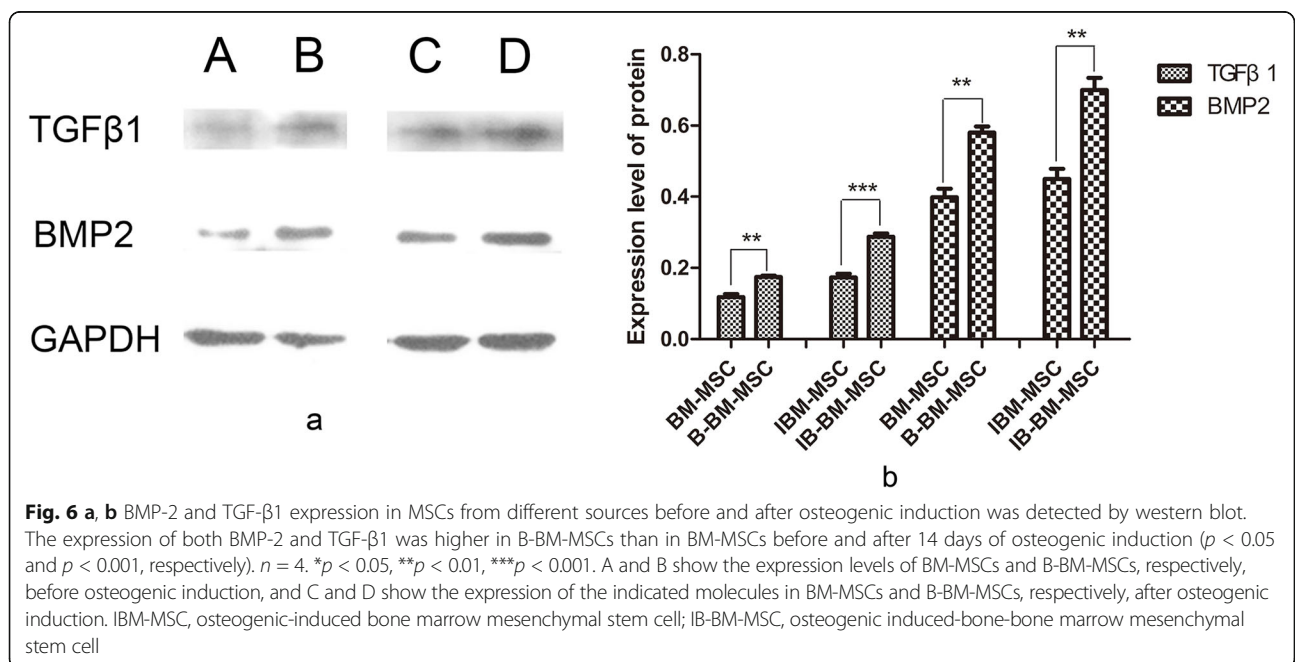 A B C D
TGFβ1
BMP2
GAPDH
a
Expression level of protein
0.8
0.6
0.4
0.2
0.0
**
***
**
**
TGFβ 1
BMP2
BM-MSC
B-BM-MSC
IBM-MSC
IB-BM-MSC
BM-MSC
B-BM-MSC
IBM-MSC
IB-BM-MSC
b
Fig. 6 a, b BMP-2 and TGF-β1 expression in MSCs from different sources before and after osteogenic induction was detected by western blot.
The expression of both BMP-2 and TGF-β1 was higher in B-BM-MSCs than in BM-MSCs before and after 14 days of osteogenic induction (p < 0.05
and p < 0.001, respectively). n = 4. *p < 0.05, **p < 0.01, ***p < 0.001. A and B show the expression levels of BM-MSCs and B-BM-MSCs, respectively,
before osteogenic induction, and C and D show the expression of the indicated molecules in BM-MSCs and B-BM-MSCs, respectively, after osteogenic
induction. IBM-MSC, osteogenic-induced bone marrow mesenchymal stem cell; IB-BM-MSC, osteogenic induced-bone-bone marrow mesenchymal
stem cell